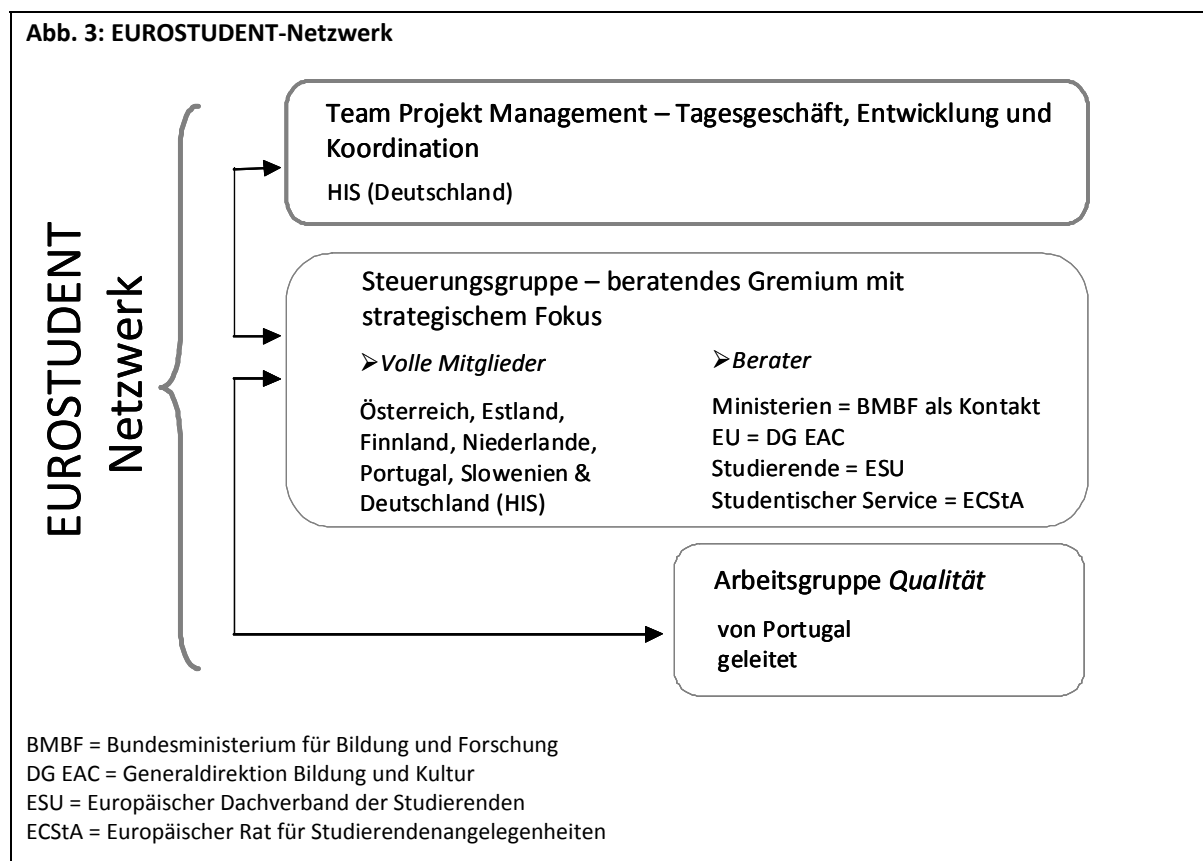 Abb. 3: EUROSTUDENT-Netzwerk
EUROSTUDENT
Netzwerk
Team Projekt Management – Tagesgeschäft, Entwicklung und
Koordination
HIS (Deutschland)
Steuerungsgruppe – beratendes Gremium mit
strategischem Fokus
➢Volle Mitglieder
Österreich, Estland,
Finnland, Niederlande,
Portugal, Slowenien &
Deutschland (HIS)
➢Berater
Ministerien = BMBF als Kontakt
EU = DG EAC
Studierende = ESU
Studentischer Service = ECStA
Arbeitsgruppe Qualität
von Portugal
geleitet
BMBF = Bundesministerium für Bildung und Forschung
DG EAC = Generaldirektion Bildung und Kultur
ESU = Europäischer Dachverband der Studierenden
ECStA = Europäischer Rat für Studierendenangelegenheiten